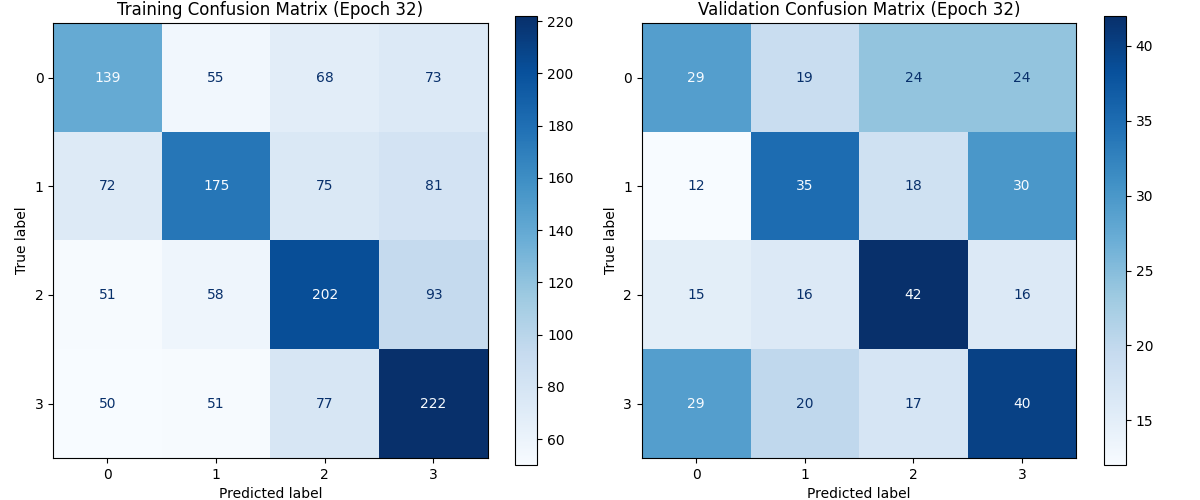 Training Confusion Matrix (Epoch 32)
True label
0 139 55 68 73
1 72 175 75 81
2 51 58 202 93
3 50 51 77 222
0 1 2 3
Predicted label
220
200
180
160
140
120
100
80
60
Validation Confusion Matrix (Epoch 32)
True label
0 29 19 24 24
1 12 35 18 30
2 15 16 42 16
3 29 20 17 40
0 1 2 3
Predicted label
40
35
30
25
20
15